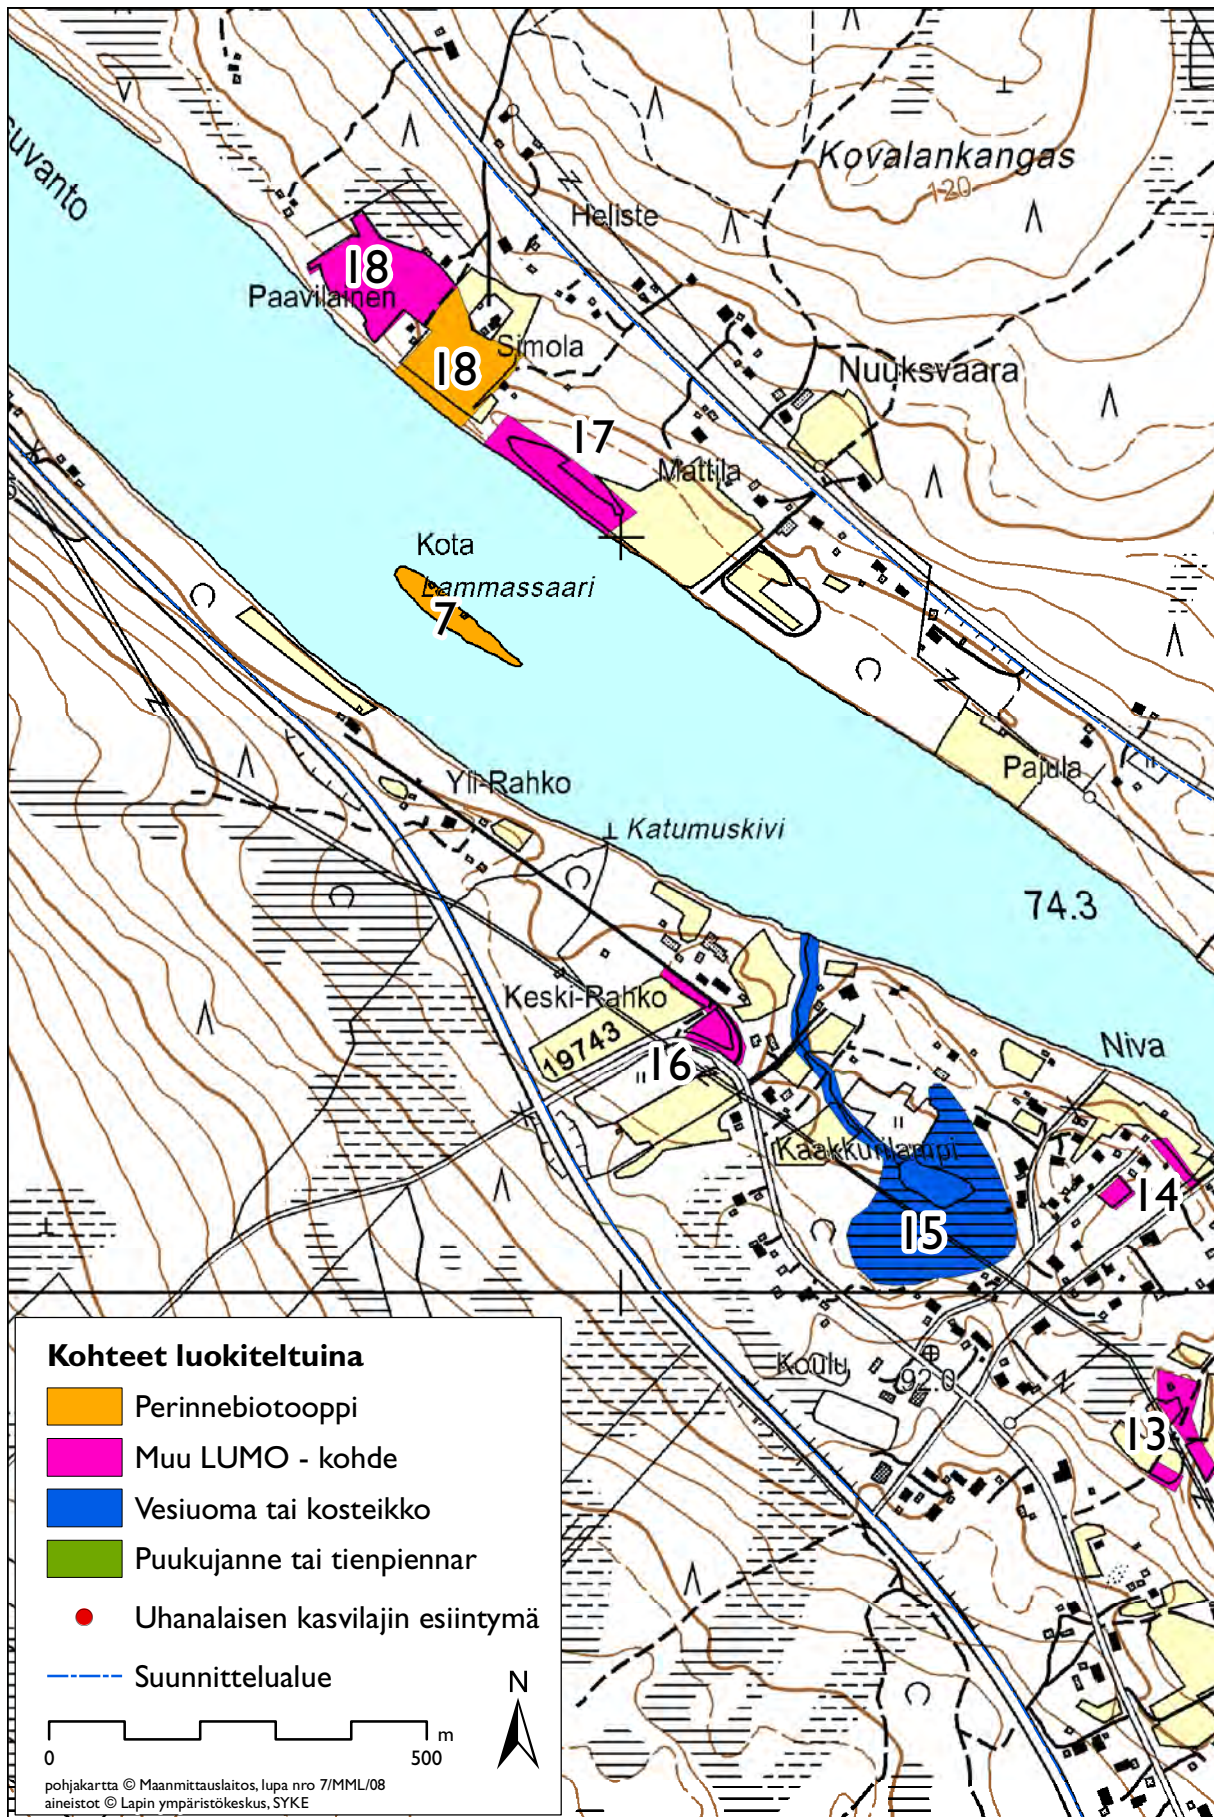 Kovalankangas
120
Heliste
18
Paavilainen
Simola
18
Nuuksvaara
17
Mattila
Kota
Lammassaari
7
Pajula
Yli-Rahko
Katumuskivi
74.3
Keski-Rahko
19743
16
Niva
Kaakkurilampi
14
15
Koulu
92.0
13
Kohteet luokiteltuina
Perinnebiotooppi
Muu LUMO - kohde
Vesiuoma tai kosteikko
Puukujanne tai tienpiennar
Uhanalaisen kasvilajin esiintymä
Suunnittelualue
N
m
0 500
pohjakartta © Maanmittauslaitos, lupa nro 7/MML/08
aineistot © Lapin ympäristökeskus, SYKE